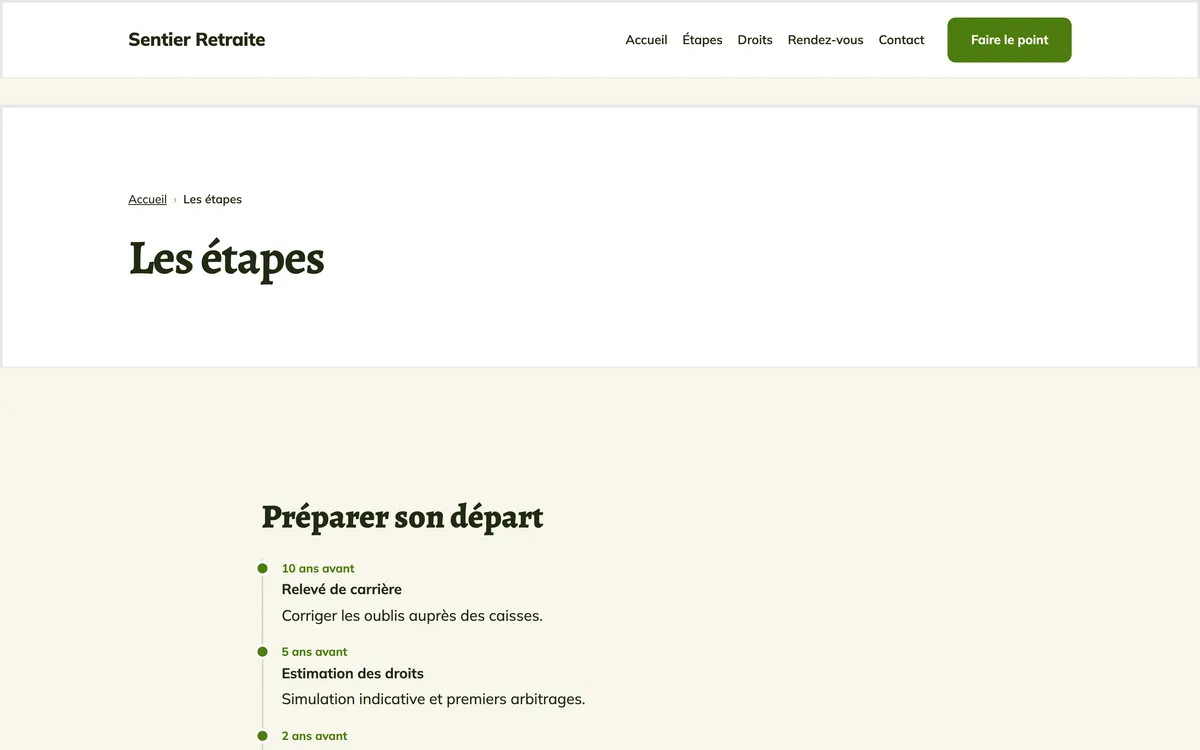 Sentier Retraite
Accueil Étapes Droits Rendez-vous Contact Faire le point
Accueil › Les étapes
Les étapes
Préparer son départ
10 ans avant
Relevé de carrière
Corriger les oublis auprès des caisses.
5 ans avant
Estimation des droits
Simulation indicative et premiers arbitrages.
2 ans avant